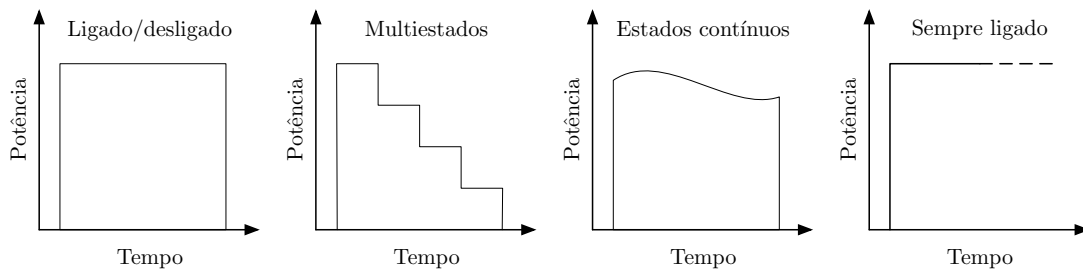 Ligado/desligado
Potência
Tempo
Multiestados
Potência
Tempo
Estados contínuos
Potência
Tempo
Sempre ligado
Potência
Tempo